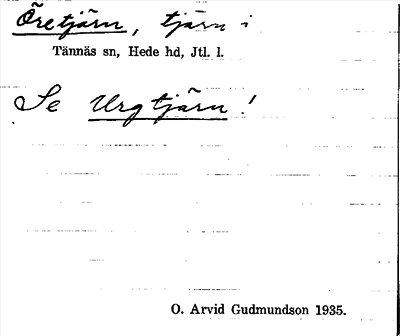 Öretjärn, tjärn i
Tännäs sn, Hede hd, Jtl. l.
Se Urgtjärn!
O. Arvid Gudmundson 1935.